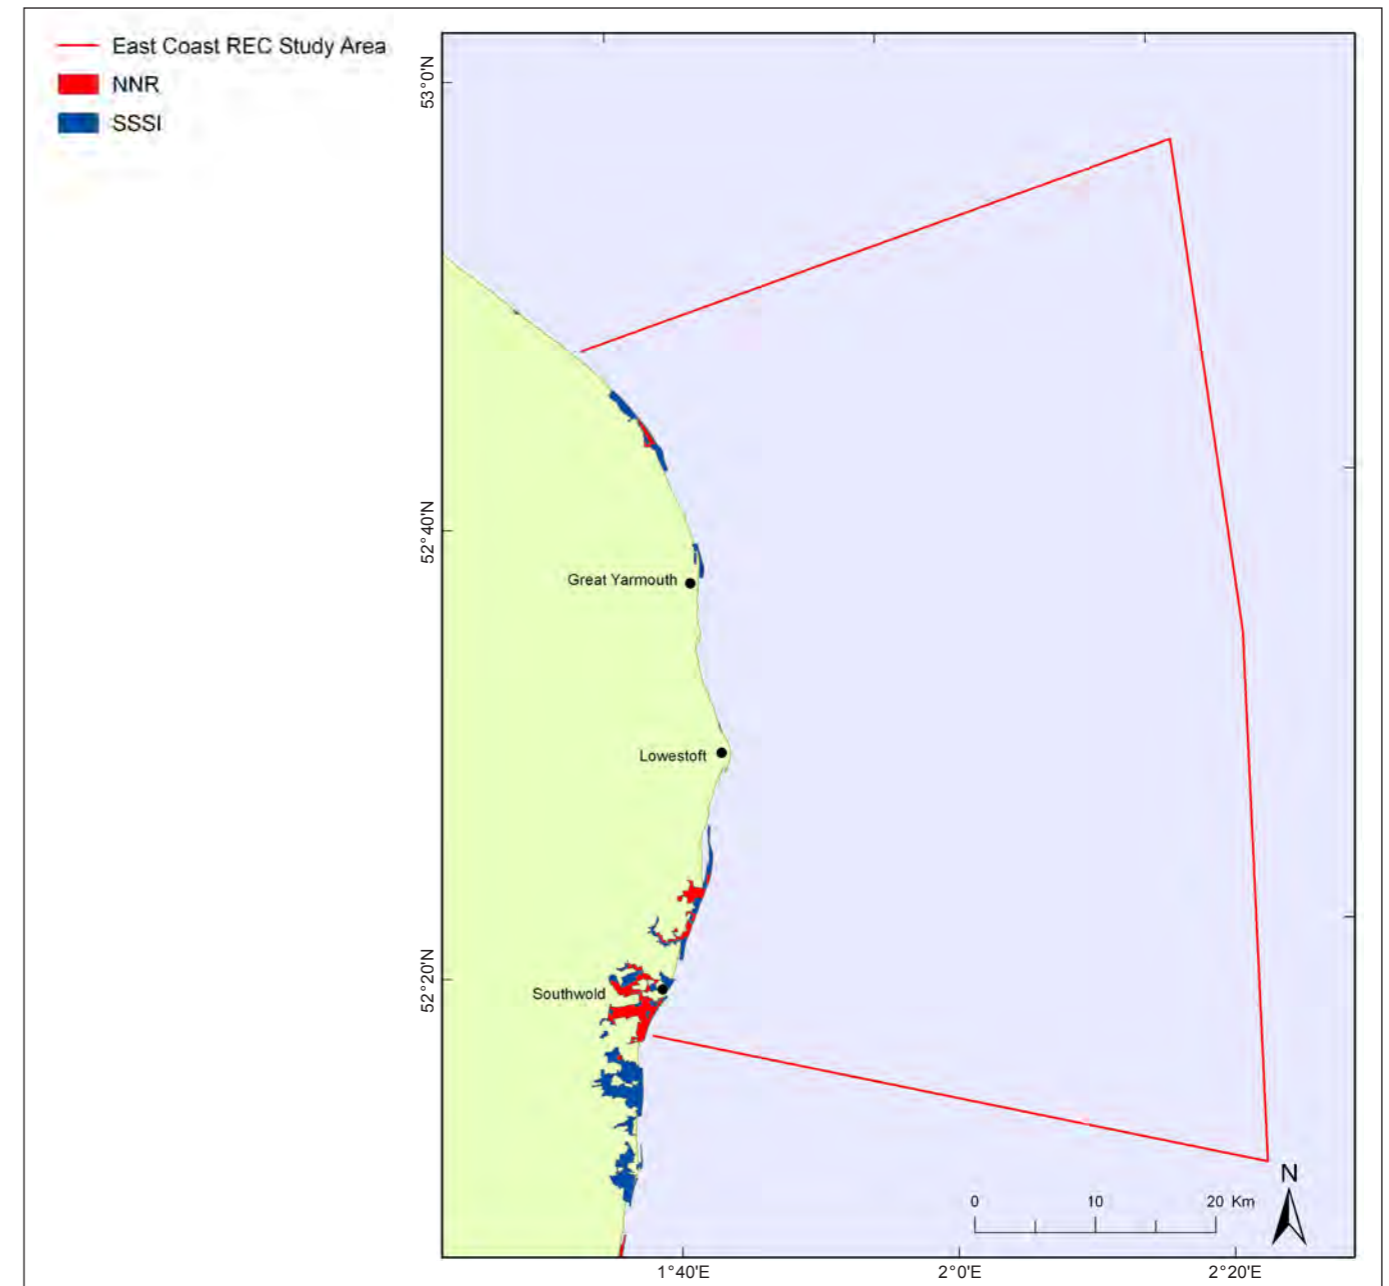 East Coast REC Study Area
NNR
SSSI
53°0'N
52°40'N
Great Yarmouth
Lowestoft
52°20'N
Southwold
N
0 10 20 Km
1°40'E 2°0'E 2°20'E